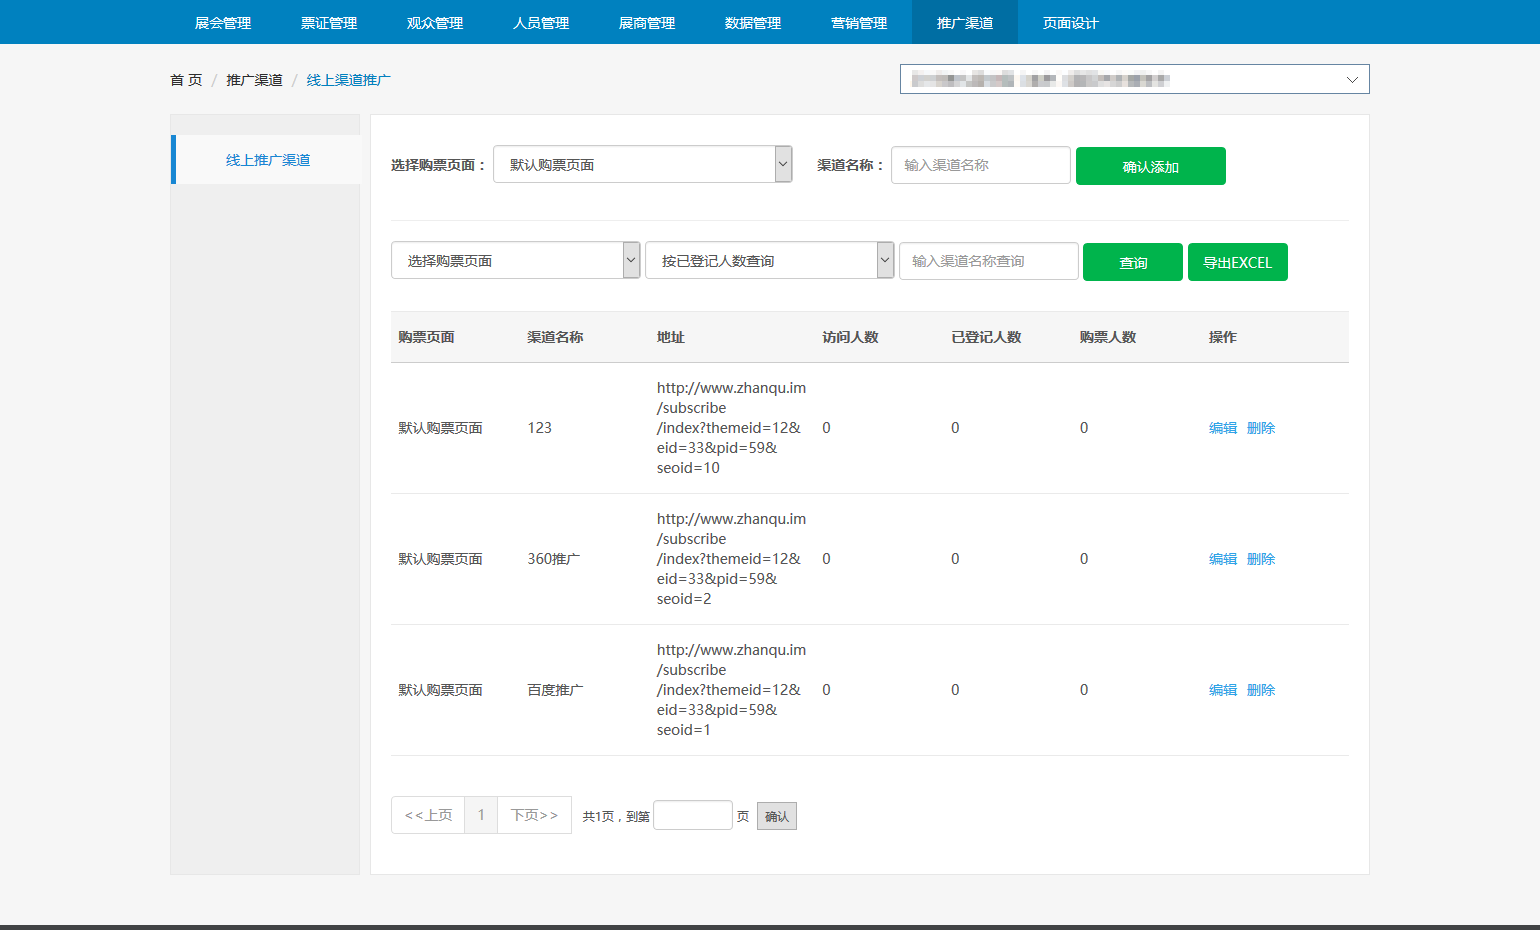 展会管理 票证管理 观众管理 人员管理 展商管理 数据管理 营销管理 推广渠道 页面设计
首 页 / 推广渠道 / 线上渠道推广
线上推广渠道
选择购票页面： 默认购票页面 渠道名称： 输入渠道名称 确认添加
选择购票页面 按已登记人数查询 输入渠道名称查询 查询 导出EXCEL
购票页面 渠道名称 地址 访问人数 已登记人数 购票人数 操作
http://www.zhanqu.im
/subscribe
默认购票页面 123 /index?themeid=12& 0 0 0 编辑 删除
eid=33&pid=59&
seoid=10
http://www.zhanqu.im
/subscribe
默认购票页面 360推广 /index?themeid=12& 0 0 0 编辑 删除
eid=33&pid=59&
seoid=2
http://www.zhanqu.im
/subscribe
默认购票页面 百度推广 /index?themeid=12& 0 0 0 编辑 删除
eid=33&pid=59&
seoid=1
<<上页 1 下页>> 共1页，到第 页 确认